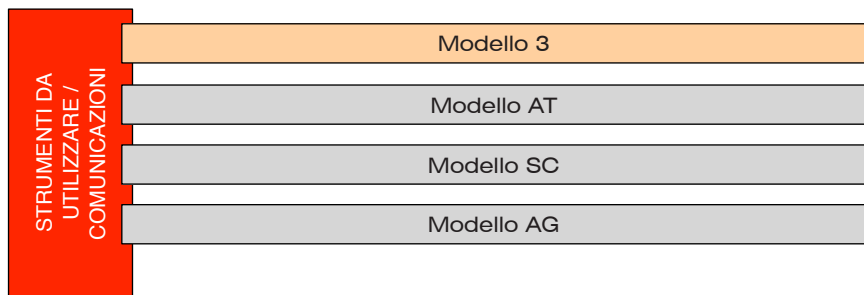 STRUMENTI DA
UTILIZZARE /
COMUNICAZIONI
Modello 3
Modello AT
Modello SC
Modello AG